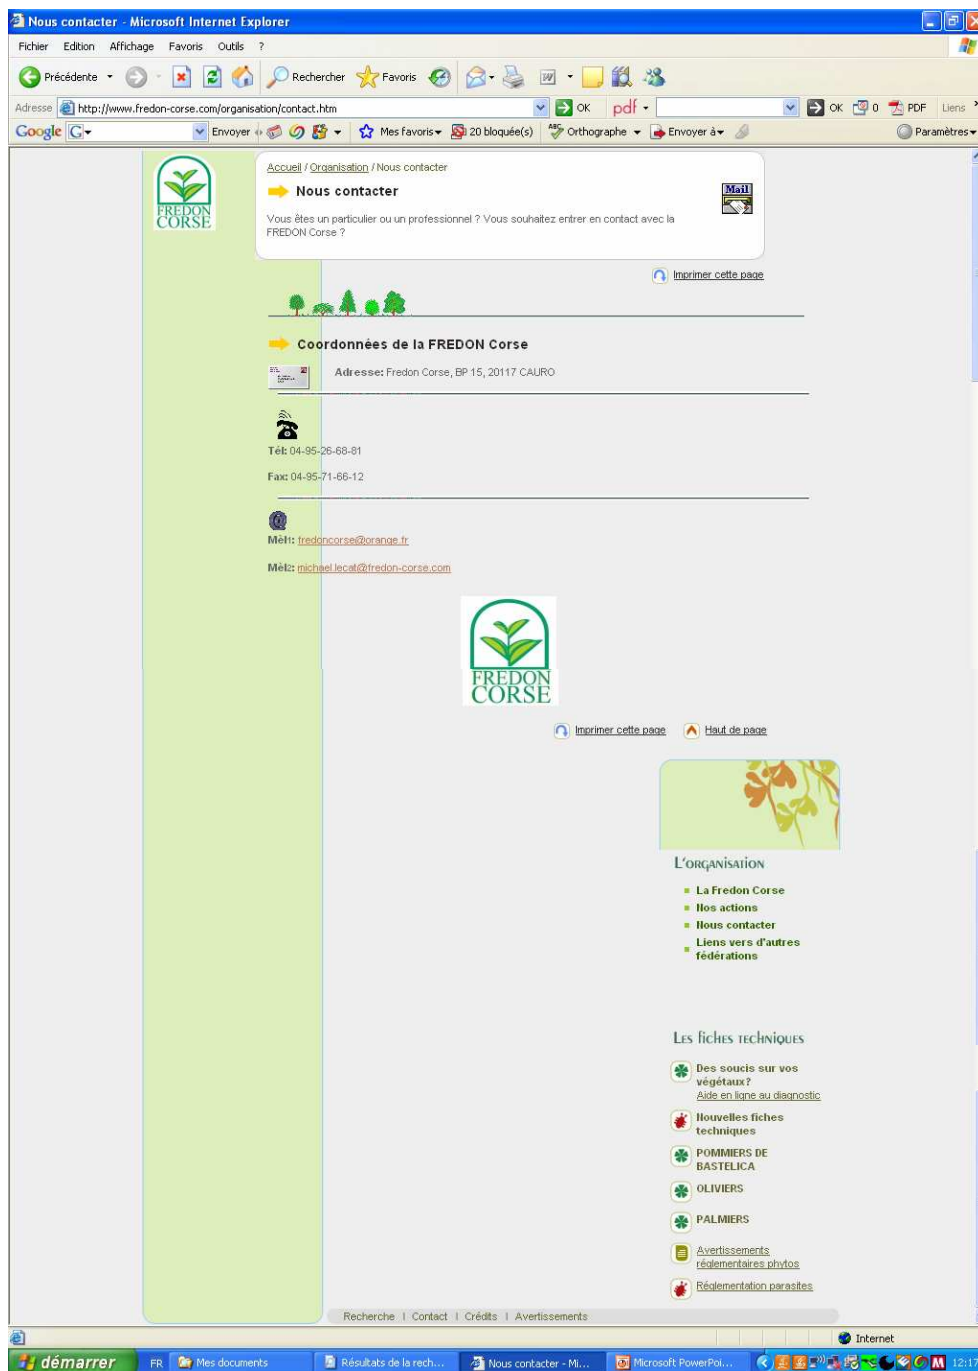 Nous contacter - Microsoft Internet Explorer
Fichier Edition Affichage Favoris Outils ?
Précédente Rechercher Favoris
Adresse http://www.fredon-corse.com/organisation/contact.htm OK pdf OK 0 PDF Liens
Google G Envoyer Mes favoris 20 bloquée(s) ABC Orthographe Envoyer à Paramètres
FREDON
CORSE
Accueil / Organisation / Nous contacter
Nous contacter
Mail
Vous êtes un particulier ou un professionnel ? Vous souhaitez entrer en contact avec la
FREDON Corse ?
Imprimer cette page
Coordonnées de la FREDON Corse
Adresse: Fredon Corse, BP 15, 20117 CAURO
Tél: 04-95-26-68-81
Fax: 04-95-71-66-12
Mèl1: fredoncorse@orange.fr
Mèl2: michael.lecat@fredon-corse.com
FREDON
CORSE
Imprimer cette page Haut de page
L'organisation
La Fredon Corse
Nos actions
Nous contacter
Liens vers d'autres
fédérations
Les fiches techniques
Des soucis sur vos
végétaux?
Aide en ligne au diagnostic
Nouvelles fiches
techniques
POMMIERS DE
BASTELICA
OLIVIERS
PALMIERS
Avertissements
réglementaires phytos
Réglementation parasites
Recherche | Contact | Crédits | Avertissements
Internet
démarrer FR Mes documents Résultats de la rech... Nous contacter - Mi... Microsoft PowerPoi... 12:17